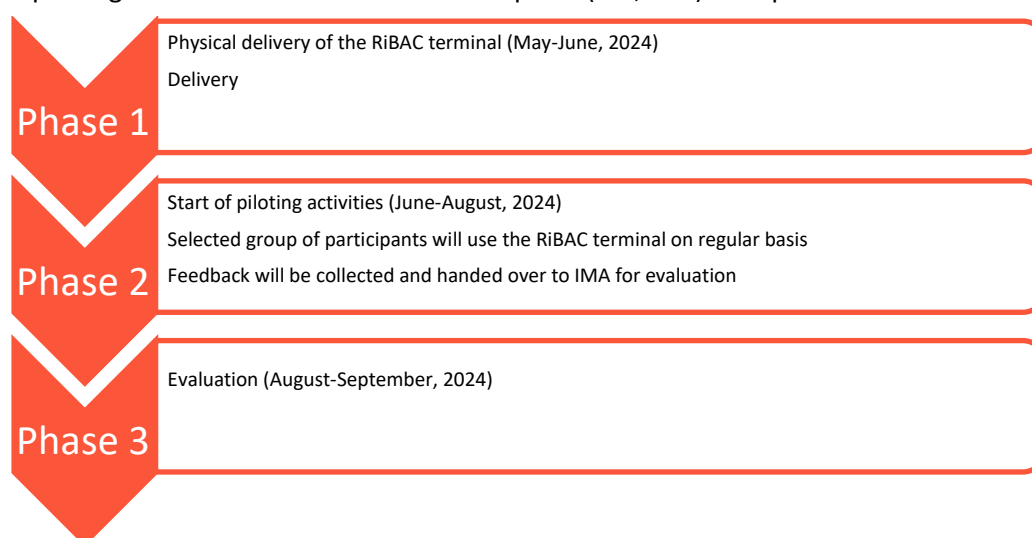 Physical delivery of the RiBAC terminal (May-June, 2024)
Delivery
Phase 1
Start of piloting activities (June-August, 2024)
Selected group of participants will use the RiBAC terminal on regular basis
Feedback will be collected and handed over to IMA for evaluation
Phase 2
Evaluation (August-September, 2024)
Phase 3